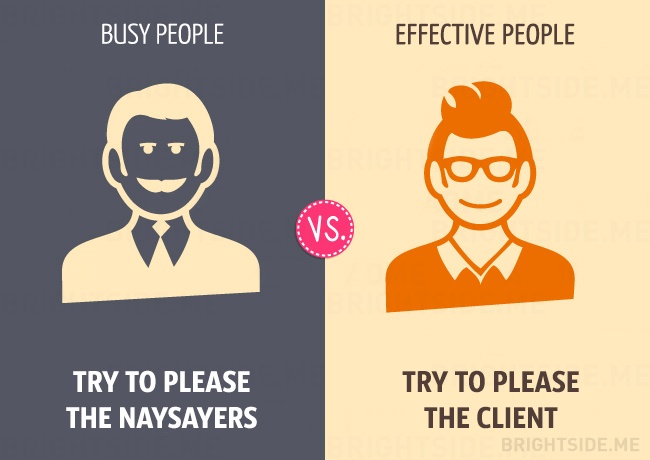 BUSY PEOPLE
EFFECTIVE PEOPLE
VS.
TRY TO PLEASE
THE NAYSAYERS
TRY TO PLEASE
THE CLIENT
BRIGHTSIDE.ME